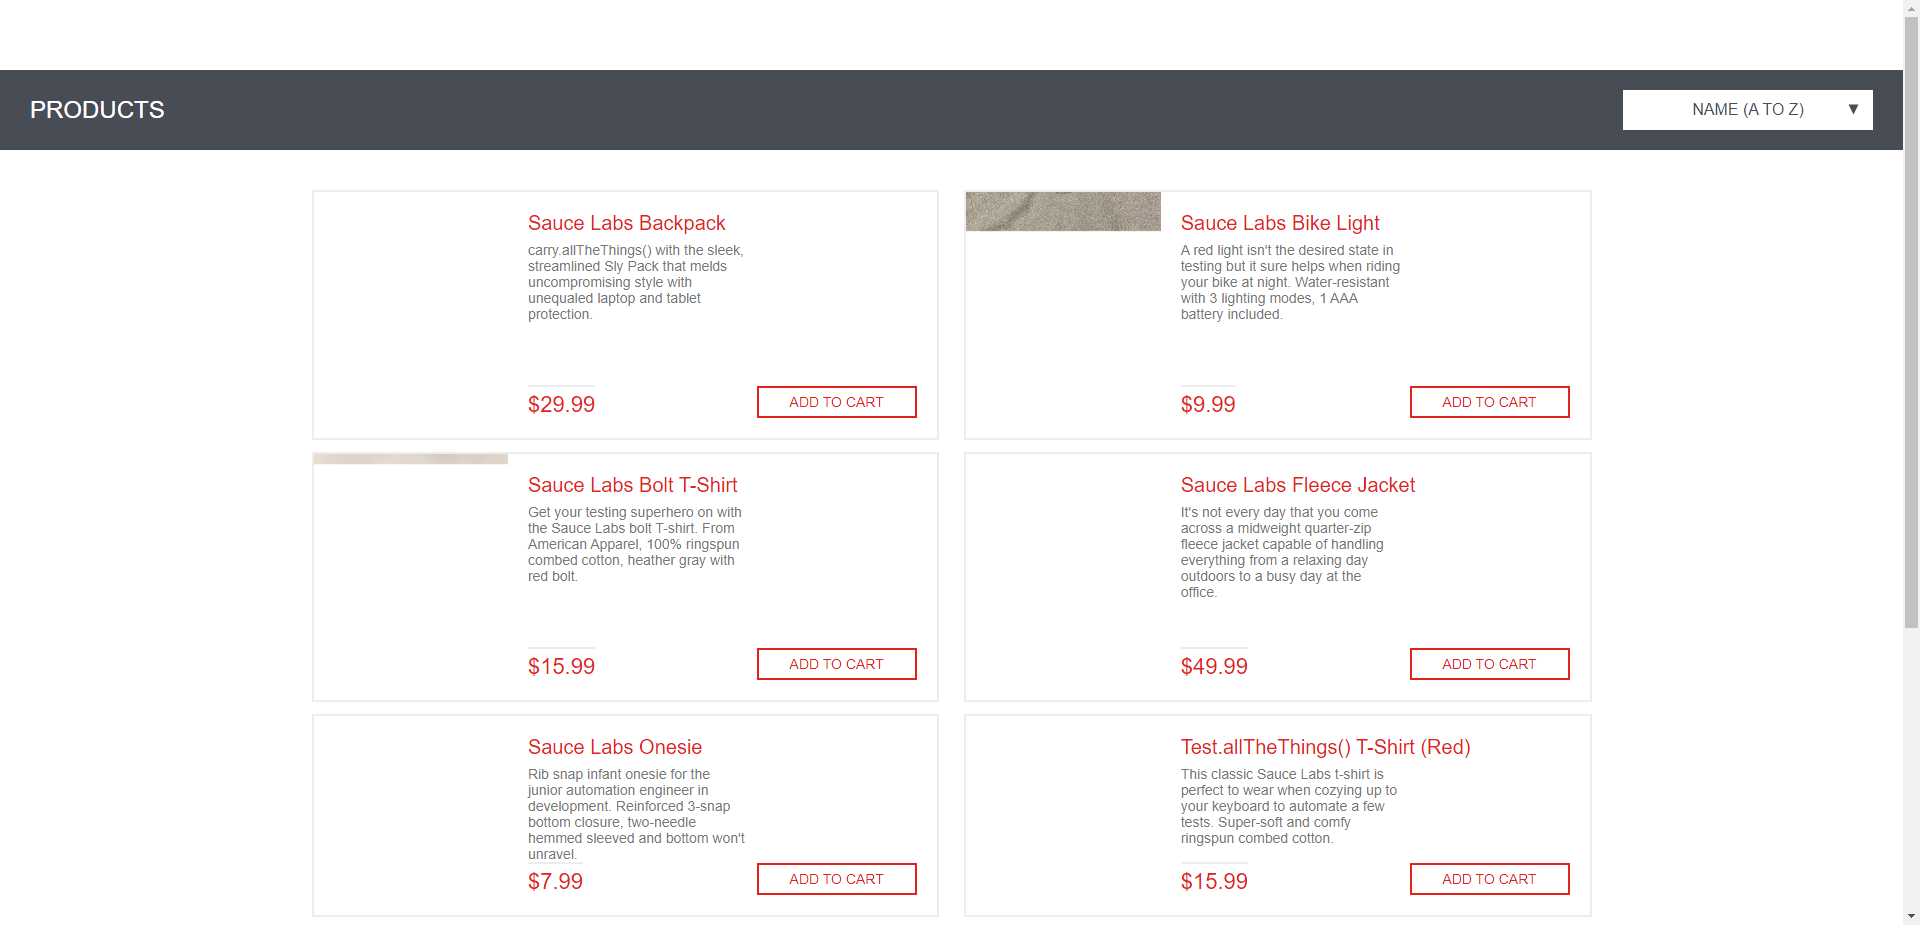 PRODUCTS
NAME (A TO Z)
Sauce Labs Backpack
carry.allTheThings() with the sleek,
streamlined Sly Pack that melds
uncompromising style with
unequaled laptop and tablet
protection.
$29.99
ADD TO CART
Sauce Labs Bike Light
A red light isn't the desired state in
testing but it sure helps when riding
your bike at night. Water-resistant
with 3 lighting modes, 1 AAA
battery included.
$9.99
ADD TO CART
Sauce Labs Bolt T-Shirt
Get your testing superhero on with
the Sauce Labs bolt T-shirt. From
American Apparel, 100% ringspun
combed cotton, heather gray with
red bolt.
$15.99
ADD TO CART
Sauce Labs Fleece Jacket
It's not every day that you come
across a midweight quarter-zip
fleece jacket capable of handling
everything from a relaxing day
outdoors to a busy day at the
office.
$49.99
ADD TO CART
Sauce Labs Onesie
Rib snap infant onesie for the
junior automation engineer in
development. Reinforced 3-snap
bottom closure, two-needle
hemmed sleeved and bottom won't
unravel.
$7.99
ADD TO CART
Test.allTheThings() T-Shirt (Red)
This classic Sauce Labs t-shirt is
perfect to wear when cozying up to
your keyboard to automate a few
tests. Super-soft and comfy
ringspun combed cotton.
$15.99
ADD TO CART